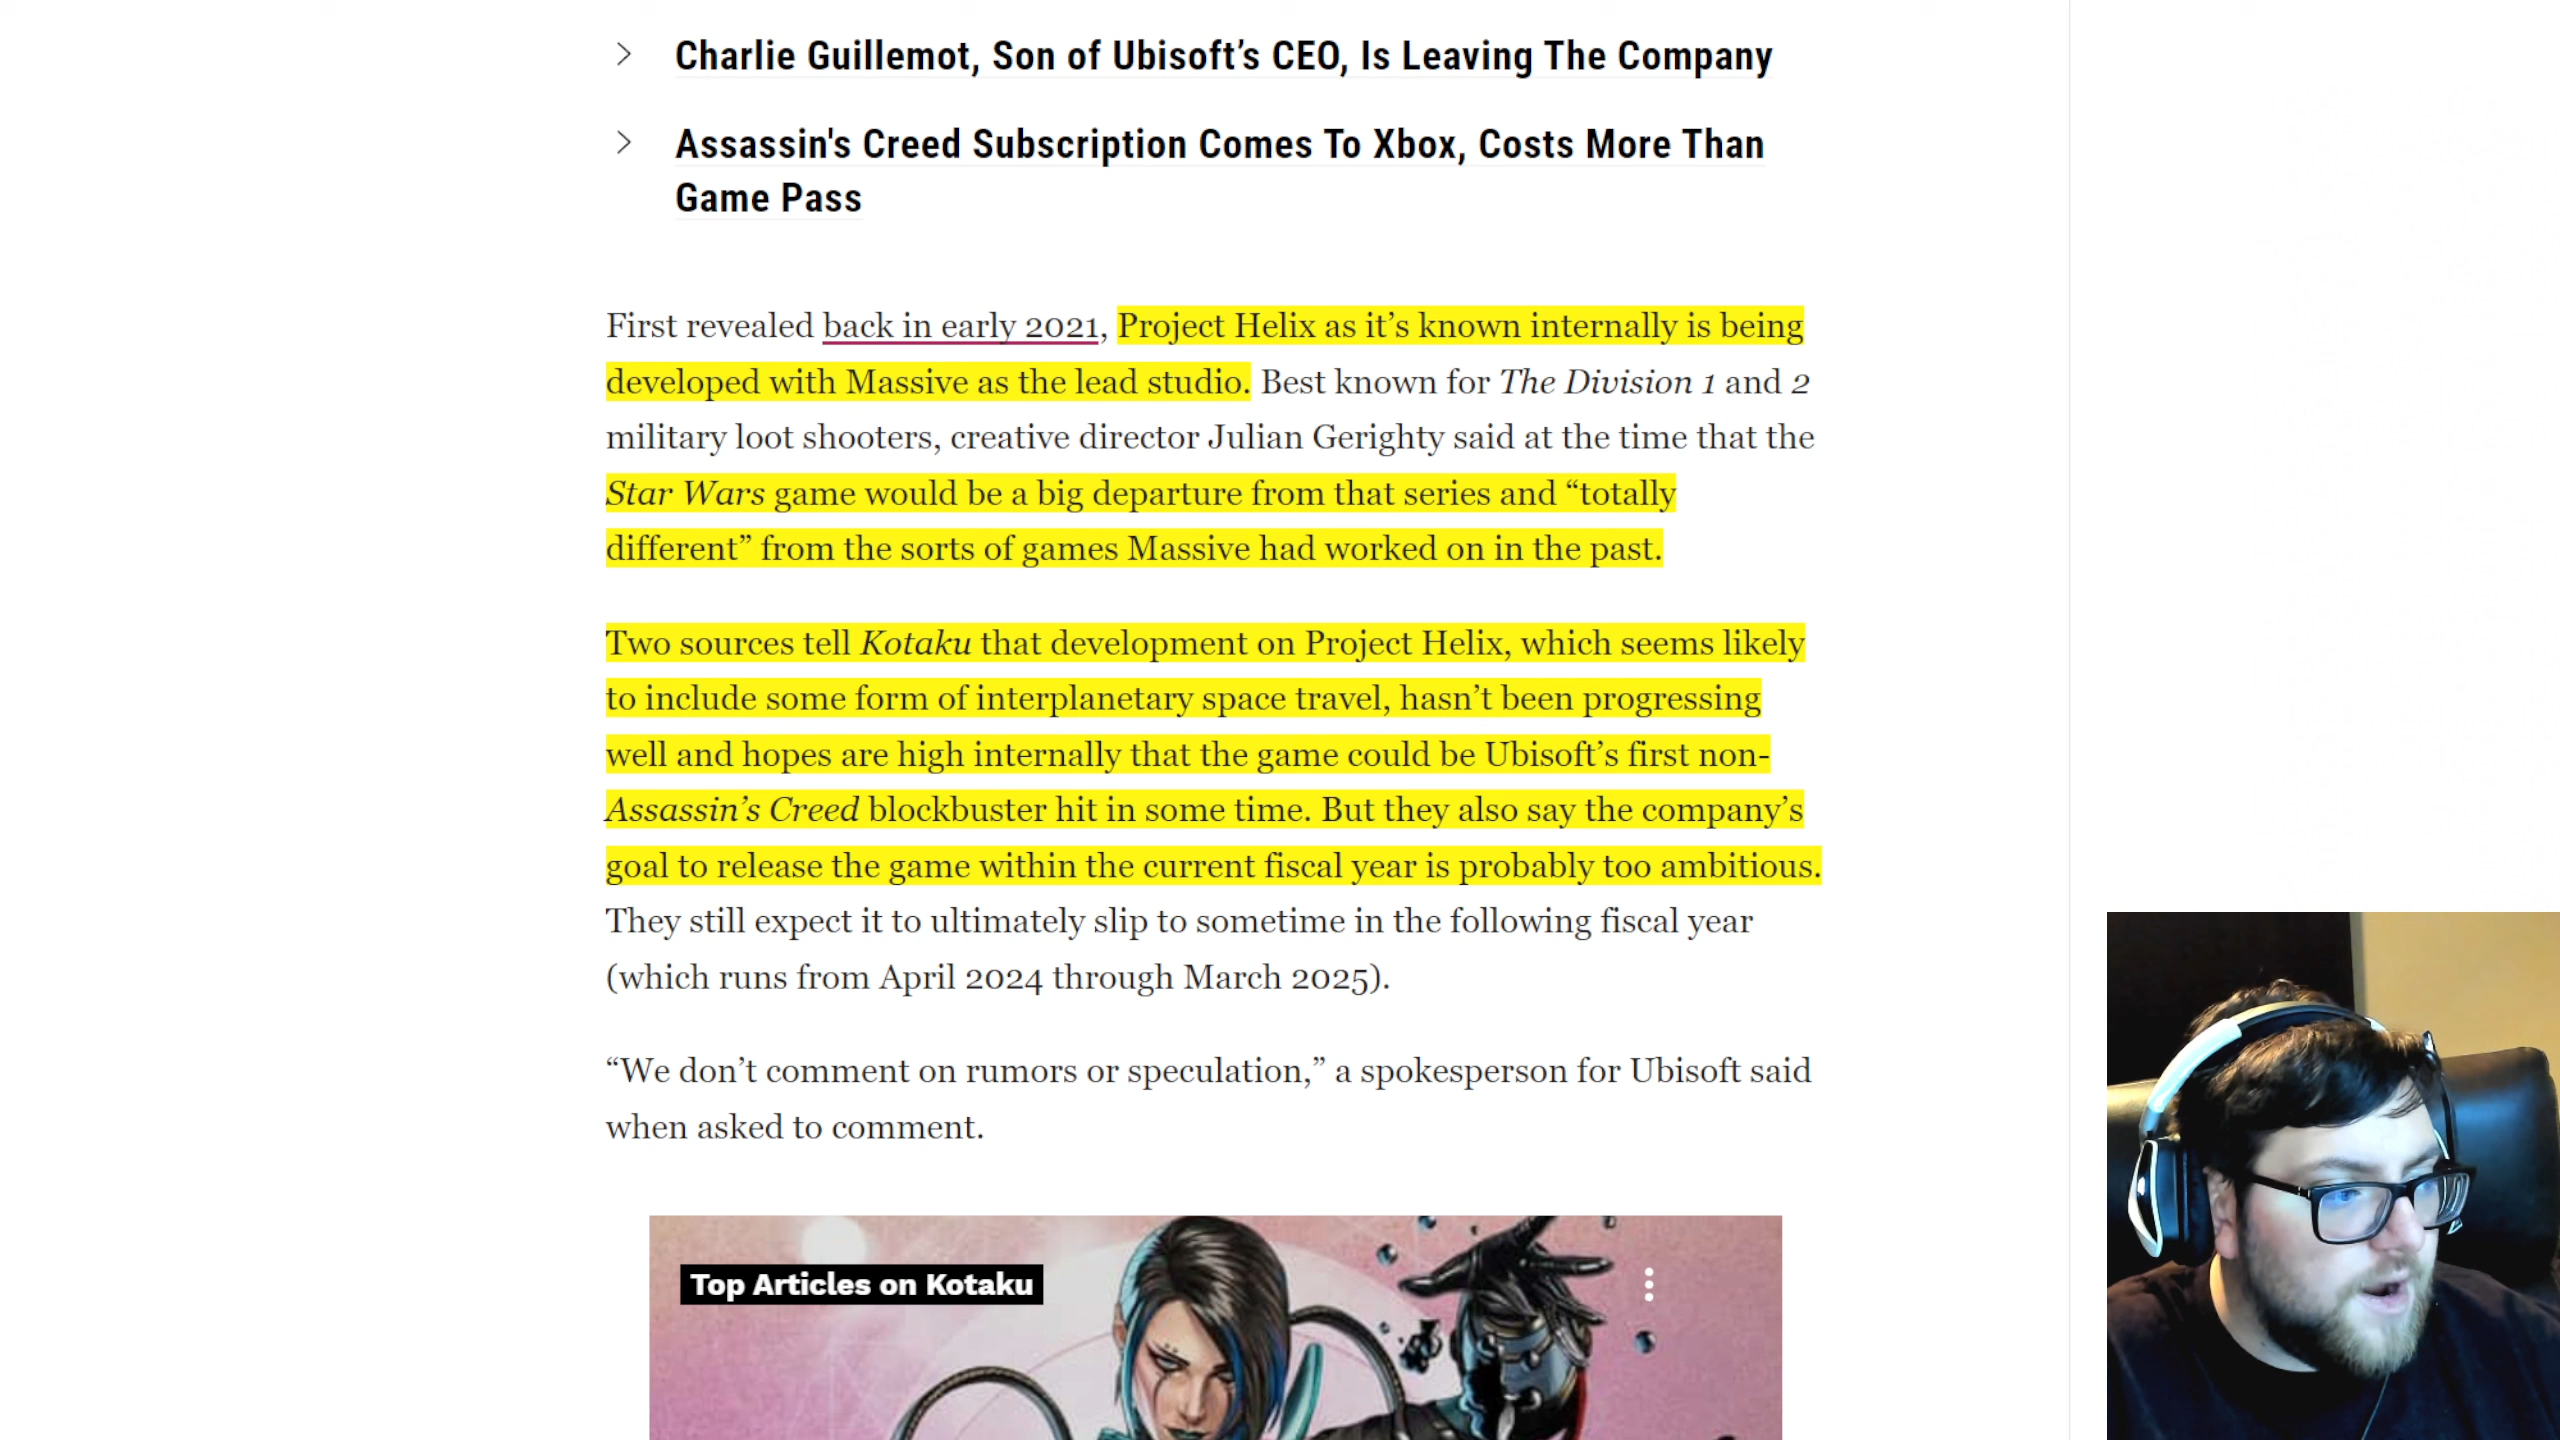 Charlie Guillemot, Son of Ubisoft’s CEO, Is Leaving The Company
Assassin's Creed Subscription Comes To Xbox, Costs More Than
Game Pass
First revealed back in early 2021, Project Helix as it’s known internally is being
developed with Massive as the lead studio. Best known for The Division 1 and 2
military loot shooters, creative director Julian Gerighty said at the time that the
Star Wars game would be a big departure from that series and “totally
different” from the sorts of games Massive had worked on in the past.
Two sources tell Kotaku that development on Project Helix, which seems likely
to include some form of interplanetary space travel, hasn’t been progressing
well and hopes are high internally that the game could be Ubisoft’s first non-
Assassin’s Creed blockbuster hit in some time. But they also say the company’s
goal to release the game within the current fiscal year is probably too ambitious.
They still expect it to ultimately slip to sometime in the following fiscal year
(which runs from April 2024 through March 2025).
“We don’t comment on rumors or speculation,” a spokesperson for Ubisoft said
when asked to comment.
Top Articles on Kotaku